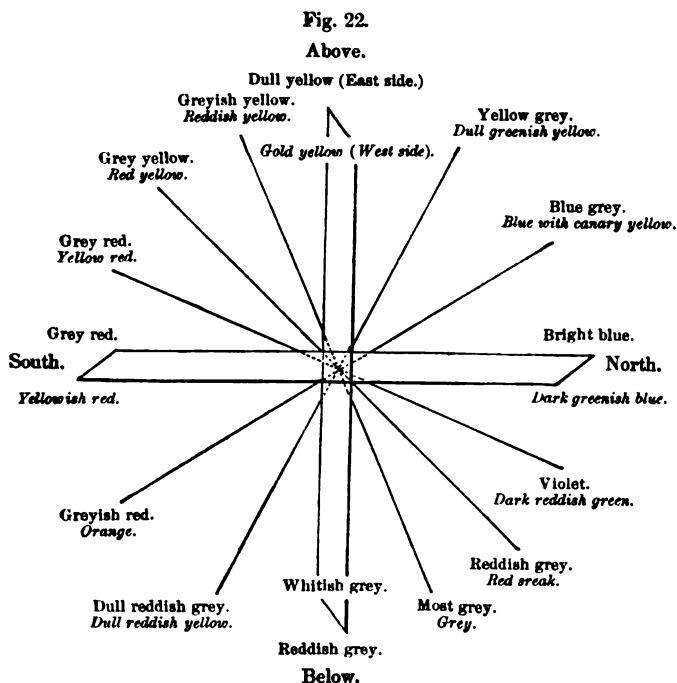 Fig. 22.
Above.
Dull yellow (East side.)
Greyish yellow.
Reddish yellow.
Yellow grey.
Dull greenish yellow.
Gold yellow (West side).
Grey yellow.
Red yellow.
Blue grey.
Blue with canary yellow.
Grey red.
Yellow red.
Grey red.
Bright blue.
South.
North.
Yellowish red.
Dark greenish blue.
Violet.
Dark reddish green.
Greyish red.
Orange.
Reddish grey.
Red sreak.
Whitish grey.
Dull reddish grey.
Dull reddish yellow.
Most grey.
Grey.
Reddish grey.
Below.